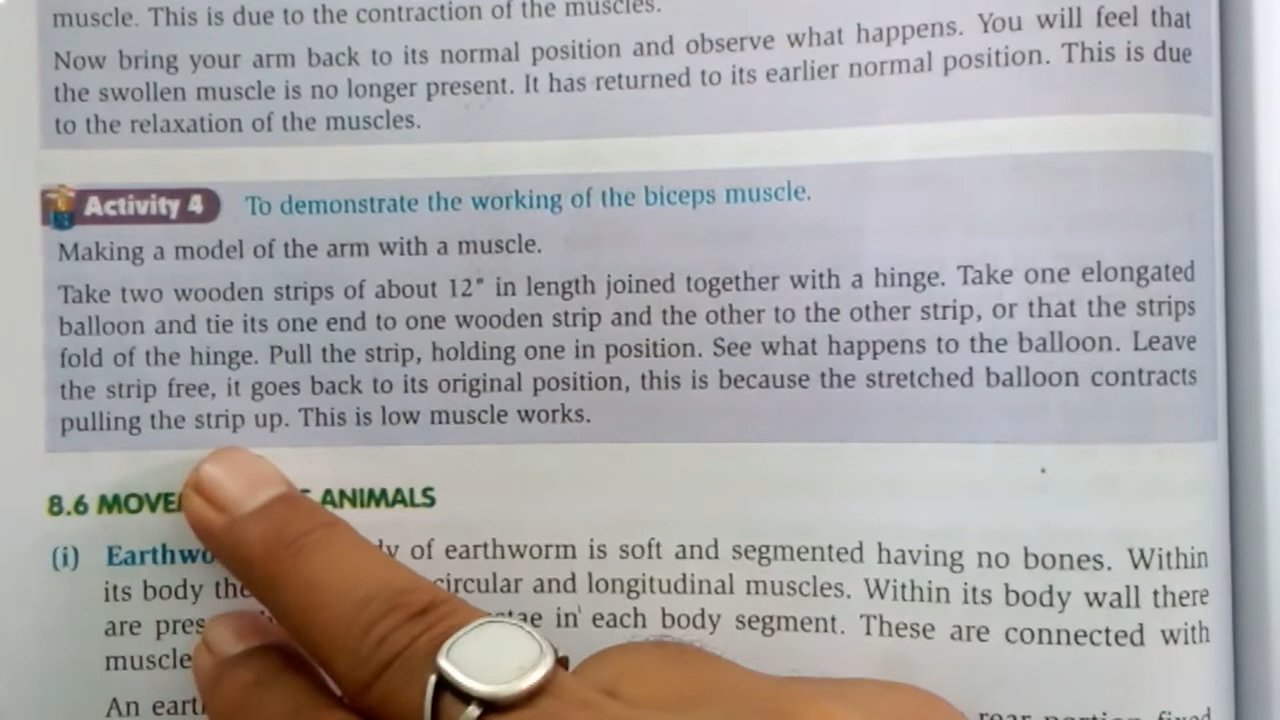 muscle. This is due to the contraction of the muscles.
Now bring your arm back to its normal position and observe what happens. You will feel that
the swollen muscle is no longer present. It has returned to its earlier normal position. This is due
to the relaxation of the muscles.
Activity 4 To demonstrate the working of the biceps muscle.
Making a model of the arm with a muscle.
Take two wooden strips of about 12" in length joined together with a hinge. Take one elongated
balloon and tie its one end to one wooden strip and the other to the other strip, or that the strips
fold of the hinge. Pull the strip, holding one in position. See what happens to the balloon. Leave
the strip free, it goes back to its original position, this is because the stretched balloon contracts
pulling the strip up. This is low muscle works.
8.6 ANIMALS
(i) of earthworm is soft and segmented having no bones. Within
its body circular and longitudinal muscles. Within its body wall there
are in each body segment. These are connected with
muscle
An rear portion fixed